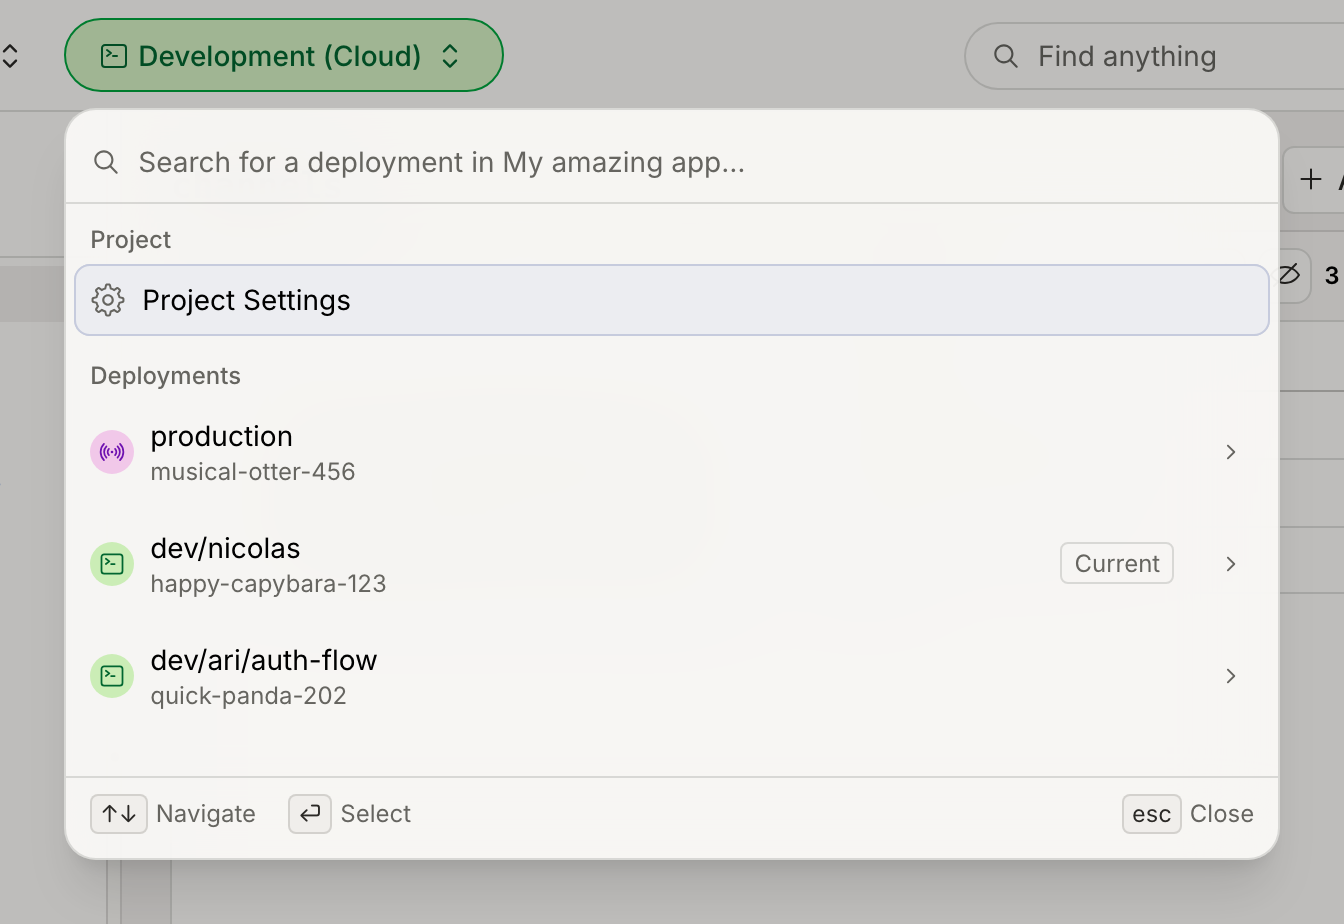 Development (Cloud)
Find anything
Search for a deployment in My amazing app...
Project
Project Settings
3
Deployments
production
musical-otter-456
dev/nicolas
happy-capybara-123
Current
dev/ari/auth-flow
quick-panda-202
Navigate
Select
esc Close